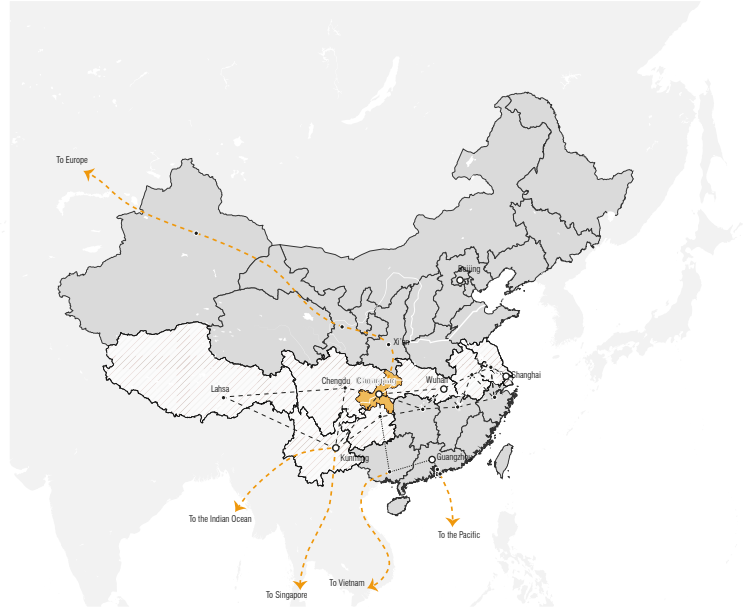 To Europe
Beijing
Xi'an
Chengdu
Chongqing
Wuhan
Shanghai
Lahsa
Kunming
Guangzhou
To the Indian Ocean
To the Pacific
To Vietnam
To Singapore